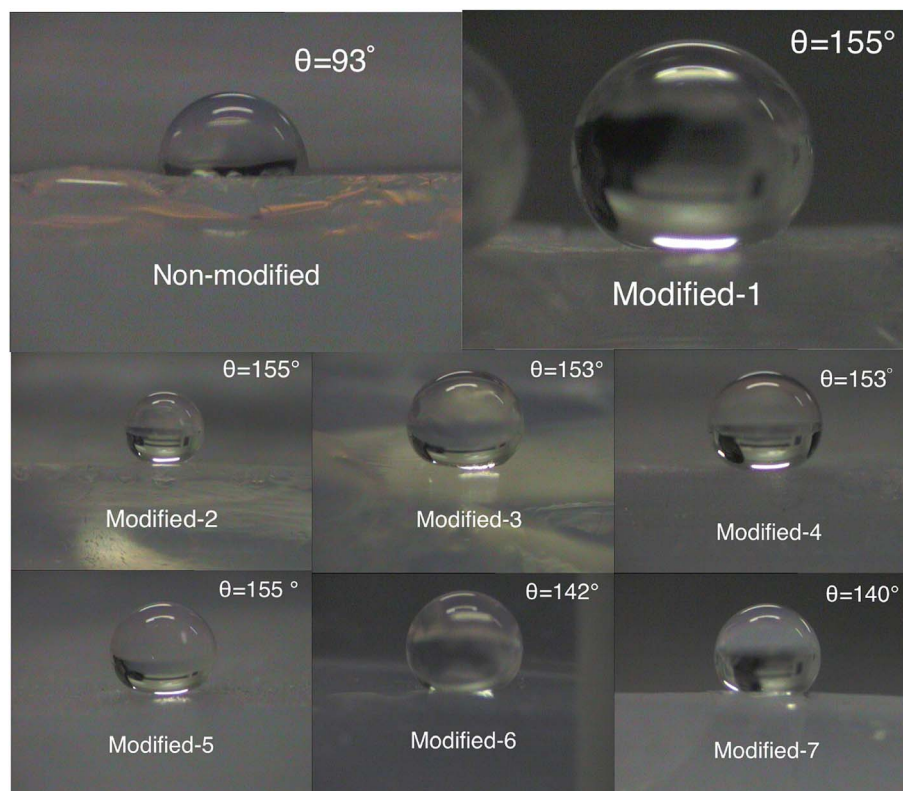 θ=93°
Non-modified
θ=155°
Modified-1
θ=155°
Modified-2
θ=153°
Modified-3
θ=153°
Modified-4
θ=155 °
Modified-5
θ=142°
Modified-6
θ=140°
Modified-7